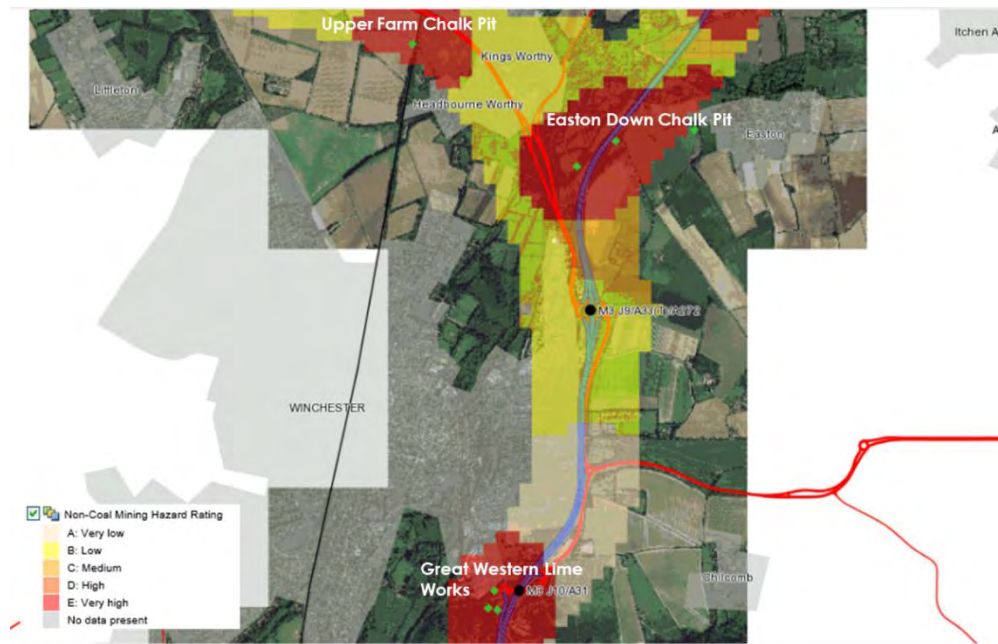 Upper Farm Chalk Pit
Kings Worthy
Itchen A
Littleton
Headbourne Worthy
Easton Down Chalk Pit
Easton
A
M3 J9/A33(T)/A272
WINCHESTER
Non-Coal Mining Hazard Rating
A: Very low
B: Low
C: Medium
D: High
E: Very high
No data present
Great Western Lime
Works
M3 J10/A31
Chilcomb